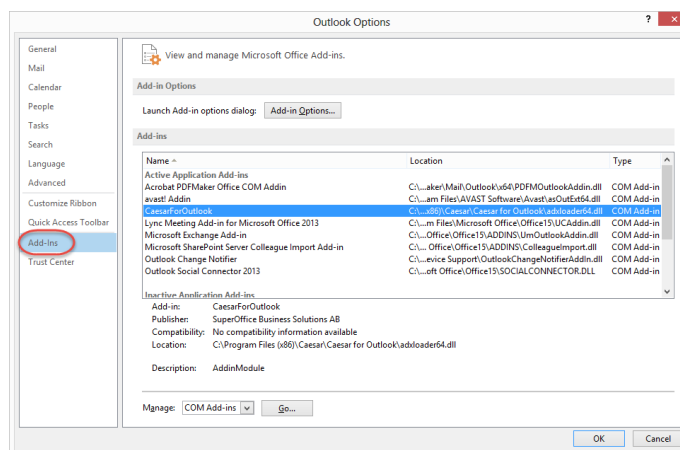 Outlook Options
? ×
General
Mail
Calendar
People
Tasks
Search
Language
Advanced
Customize Ribbon
Quick Access Toolbar
Add-Ins
Trust Center
View and manage Microsoft Office Add-ins.
Add-in Options
Launch Add-in options dialog: Add-in Options...
Add-ins
Name Location Type
Active Application Add-ins
Acrobat PDFMaker Office COM Addin C:\...aker\Mail\Outlook\x64\PDFMOutlookAddin.dll COM Add-in
avast! Addin C:\...am Files\AVAST Software\Avast\asOutExt64.dll COM Add-in
CaesarForOutlook C:\...x86)\Caesar\Caesar for Outlook\adxloader64.dll COM Add-in
Lync Meeting Add-in for Microsoft Office 2013 C:\...m Files\Microsoft Office\Office15\UCAddin.dll COM Add-in
Microsoft Exchange Add-in C:\...Office\Office15\ADDINS\UmOutlookAddin.dll COM Add-in
Microsoft SharePoint Server Colleague Import Add-in C:\... Office\Office15\ADDINS\ColleagueImport.dll COM Add-in
Outlook Change Notifier C:\...evice Support\OutlookChangeNotifierAddIn.dll COM Add-in
Outlook Social Connector 2013 C:\...oft Office\Office15\SOCIALCONNECTOR.DLL COM Add-in
Inactive Application Add-ins
Add-in: CaesarForOutlook
Publisher: SuperOffice Business Solutions AB
Compatibility: No compatibility information available
Location: C:\Program Files (x86)\Caesar\Caesar for Outlook\adxloader64.dll
Description: AddinModule
Manage: COM Add-ins Go...
OK Cancel